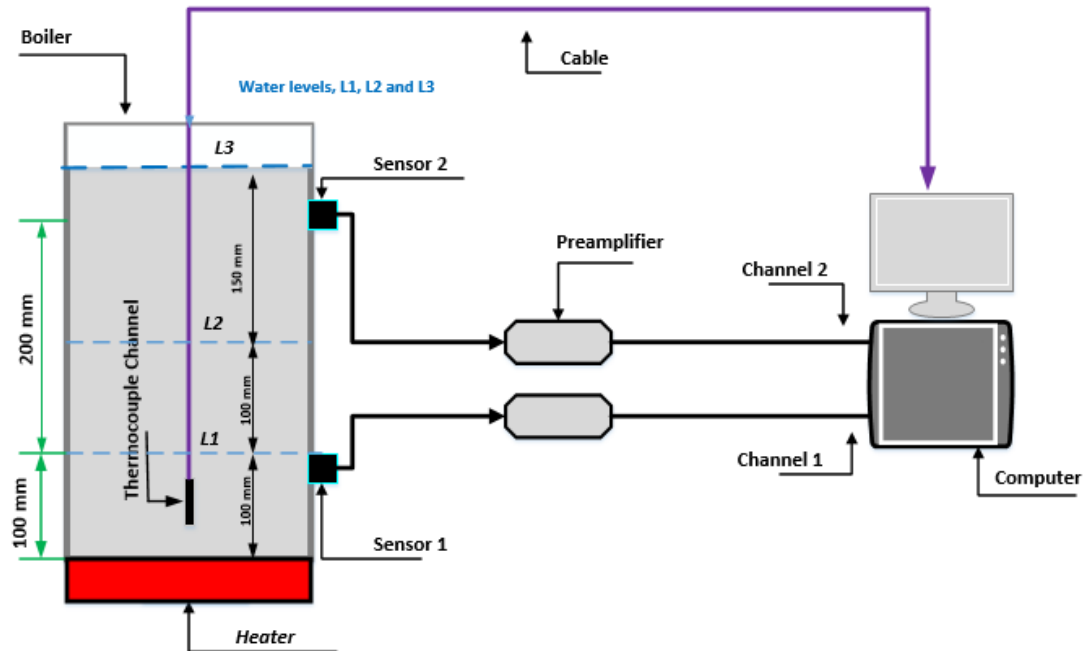 Boiler
Cable
Water levels, L1, L2 and L3
L3
Sensor 2
150 mm
Preamplifier
Channel 2
200 mm
L2
Thermocouple Channel
100 mm
L1
Channel 1
Computer
100 mm
100 mm
Sensor 1
Heater